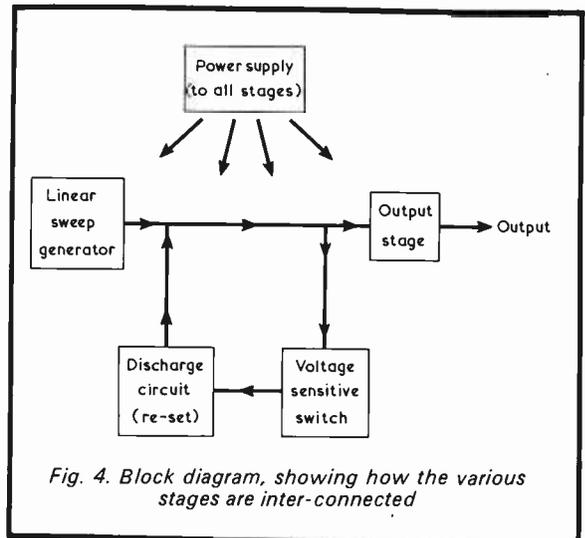 Power supply
(to all stages)
Linear
sweep
generator
Output
stage
Output
Discharge
circuit
(re-set)
Voltage
sensitive
switch
Fig. 4. Block diagram, showing how the various
stages are inter-connected